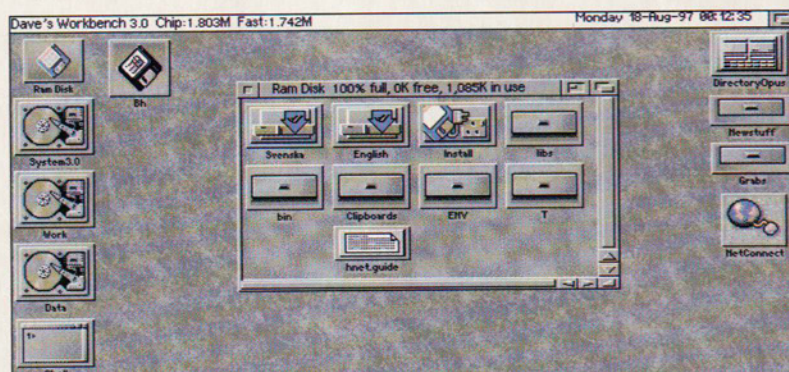 Dave's Workbench 3.0 Chip:1.803M Fast:1.742M
Monday 18-Aug-97 00:12:35
Ram Disk
Bh
System3.0
Work
Data
Ram Disk 100% full, 0K free, 1,085K in use
Svenska English Install libs
bin Clipboards ENV T
hnet.guide
DirectoryOpus
Newstuff
Grabs
NetConnect